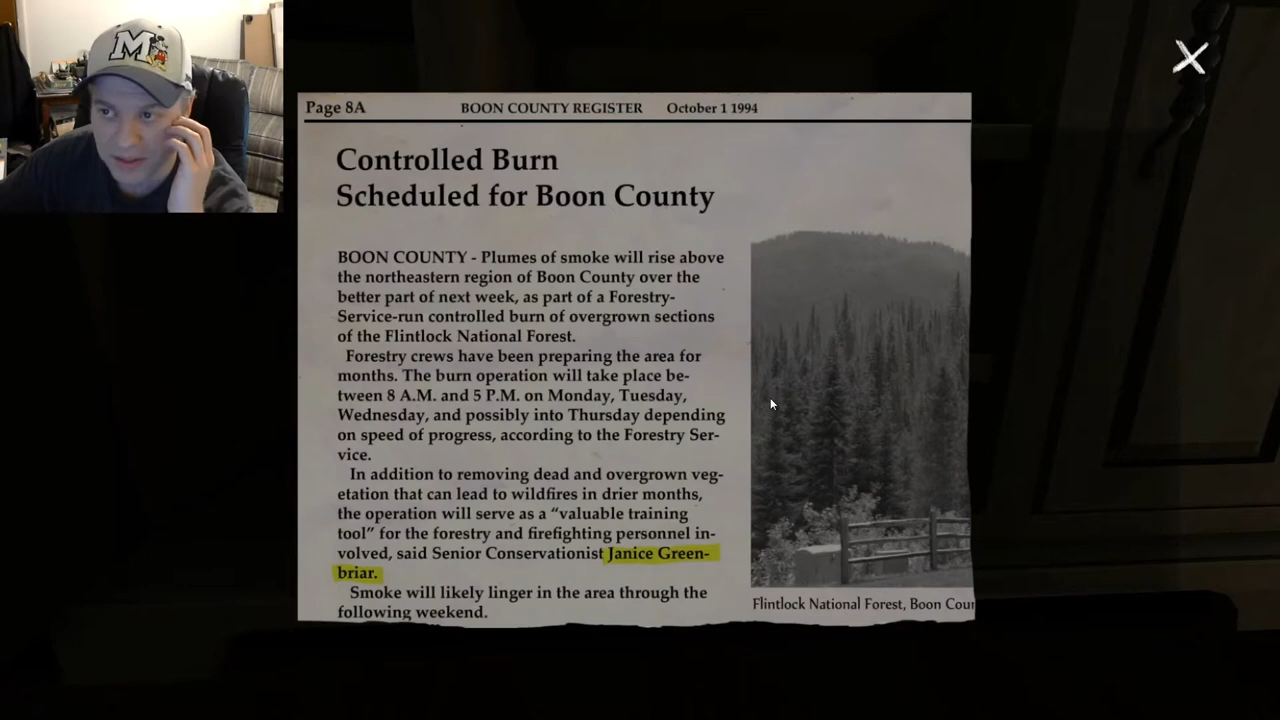 M
Page 8A BOON COUNTY REGISTER October 1 1994
Controlled Burn
Scheduled for Boon County
BOON COUNTY - Plumes of smoke will rise above
the northeastern region of Boon County over the
better part of next week, as part of a Forestry-
Service-run controlled burn of overgrown sections
of the Flintlock National Forest.
Forestry crews have been preparing the area for
months. The burn operation will take place be-
tween 8 A.M. and 5 P.M. on Monday, Tuesday,
Wednesday, and possibly into Thursday depending
on speed of progress, according to the Forestry Ser-
vice.
In addition to removing dead and overgrown veg-
etation that can lead to wildfires in drier months,
the operation will serve as a “valuable training
tool” for the forestry and firefighting personnel in-
volved, said Senior Conservationist Janice Green-
briar.
Smoke will likely linger in the area through the
following weekend.
Flintlock National Forest, Boon Coun